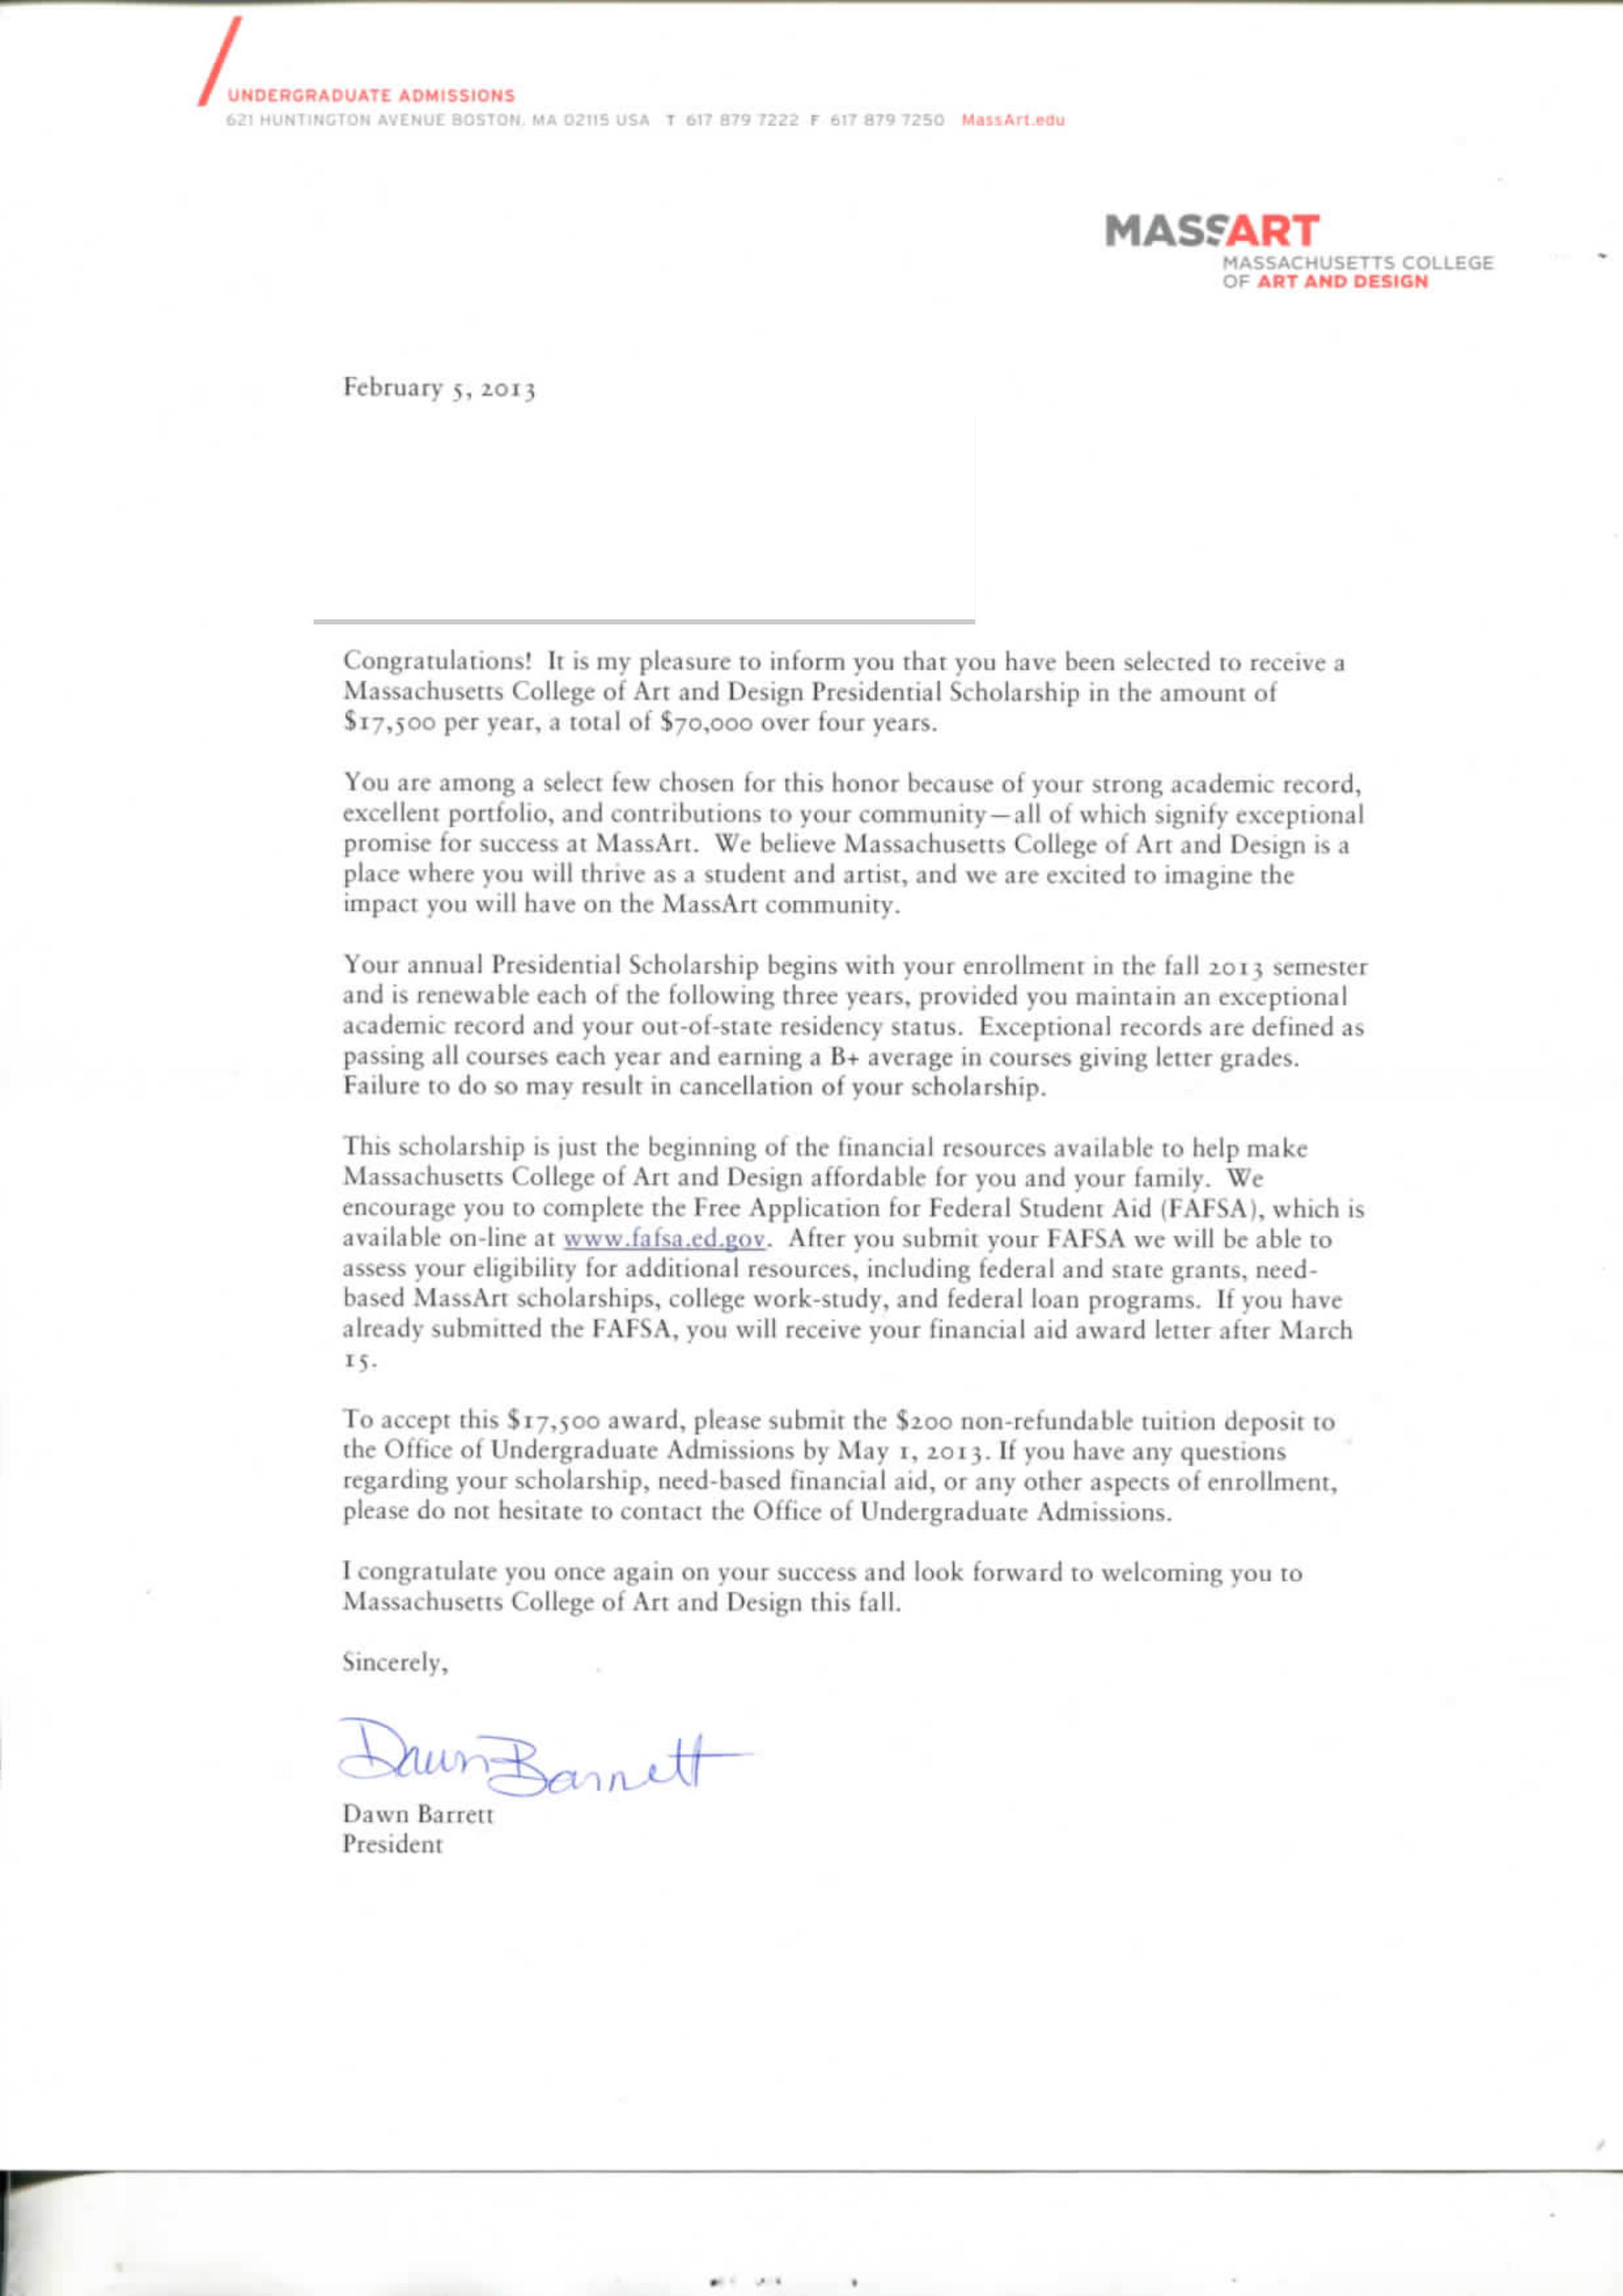 UNDERGRADUATE ADMISSIONS
621 HUNTINGTON AVENUE BOSTON, MA 02115 USA T 617 879 7222 F 617 879 7250 MassArt.edu
MASSART
MASSACHUSETTS COLLEGE
OF ART AND DESIGN
February 5, 2013
Congratulations! It is my pleasure to inform you that you have been selected to receive a
Massachusetts College of Art and Design Presidential Scholarship in the amount of
$17,500 per year, a total of $70,000 over four years.
You are among a select few chosen for this honor because of your strong academic record,
excellent portfolio, and contributions to your community—all of which signify exceptional
promise for success at MassArt. We believe Massachusetts College of Art and Design is a
place where you will thrive as a student and artist, and we are excited to imagine the
impact you will have on the MassArt community.
Your annual Presidential Scholarship begins with your enrollment in the fall 2013 semester
and is renewable each of the following three years, provided you maintain an exceptional
academic record and your out-of-state residency status. Exceptional records are defined as
passing all courses each year and earning a B+ average in courses giving letter grades.
Failure to do so may result in cancellation of your scholarship.
This scholarship is just the beginning of the financial resources available to help make
Massachusetts College of Art and Design affordable for you and your family. We
encourage you to complete the Free Application for Federal Student Aid (FAFSA), which is
available on-line at www.fafsa.ed.gov. After you submit your FAFSA we will be able to
assess your eligibility for additional resources, including federal and state grants, need-
based MassArt scholarships, college work-study, and federal loan programs. If you have
already submitted the FAFSA, you will receive your financial aid award letter after March
15.
To accept this $17,500 award, please submit the $200 non-refundable tuition deposit to
the Office of Undergraduate Admissions by May 1, 2013. If you have any questions
regarding your scholarship, need-based financial aid, or any other aspects of enrollment,
please do not hesitate to contact the Office of Undergraduate Admissions.
I congratulate you once again on your success and look forward to welcoming you to
Massachusetts College of Art and Design this fall.
Sincerely,
Dawn Barrett
Dawn Barrett
President